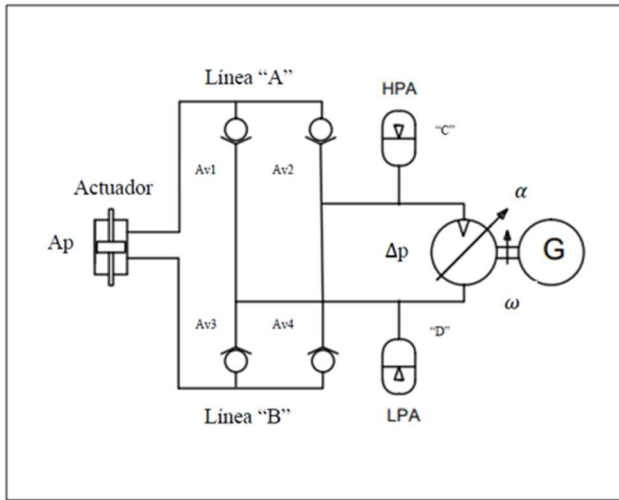 Línea “A”
HPA
“C”
Av1
Av2
Actuador
α
Ap
Δp
G
ω
Av3
Av4
“D”
LPA
Línea “B”